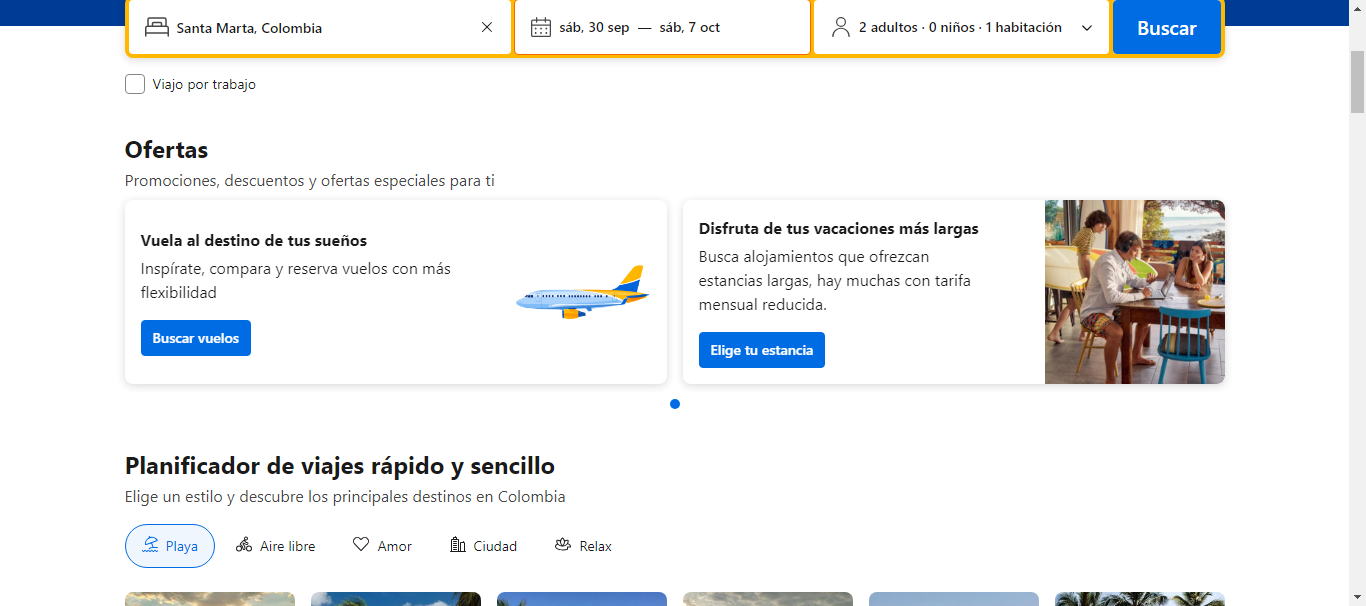 Santa Marta, Colombia
sáb, 30 sep — sáb, 7 oct
2 adultos · 0 niños · 1 habitación
Buscar
Viajo por trabajo
Ofertas
Promociones, descuentos y ofertas especiales para ti
Vuela al destino de tus sueños
Inspírate, compara y reserva vuelos con más
flexibilidad
Buscar vuelos
Disfruta de tus vacaciones más largas
Busca alojamientos que ofrezcan
estancias largas, hay muchas con tarifa
mensual reducida.
Elige tu estancia
Planificador de viajes rápido y sencillo
Elige un estilo y descubre los principales destinos en Colombia
Playa
Aire libre
Amor
Ciudad
Relax